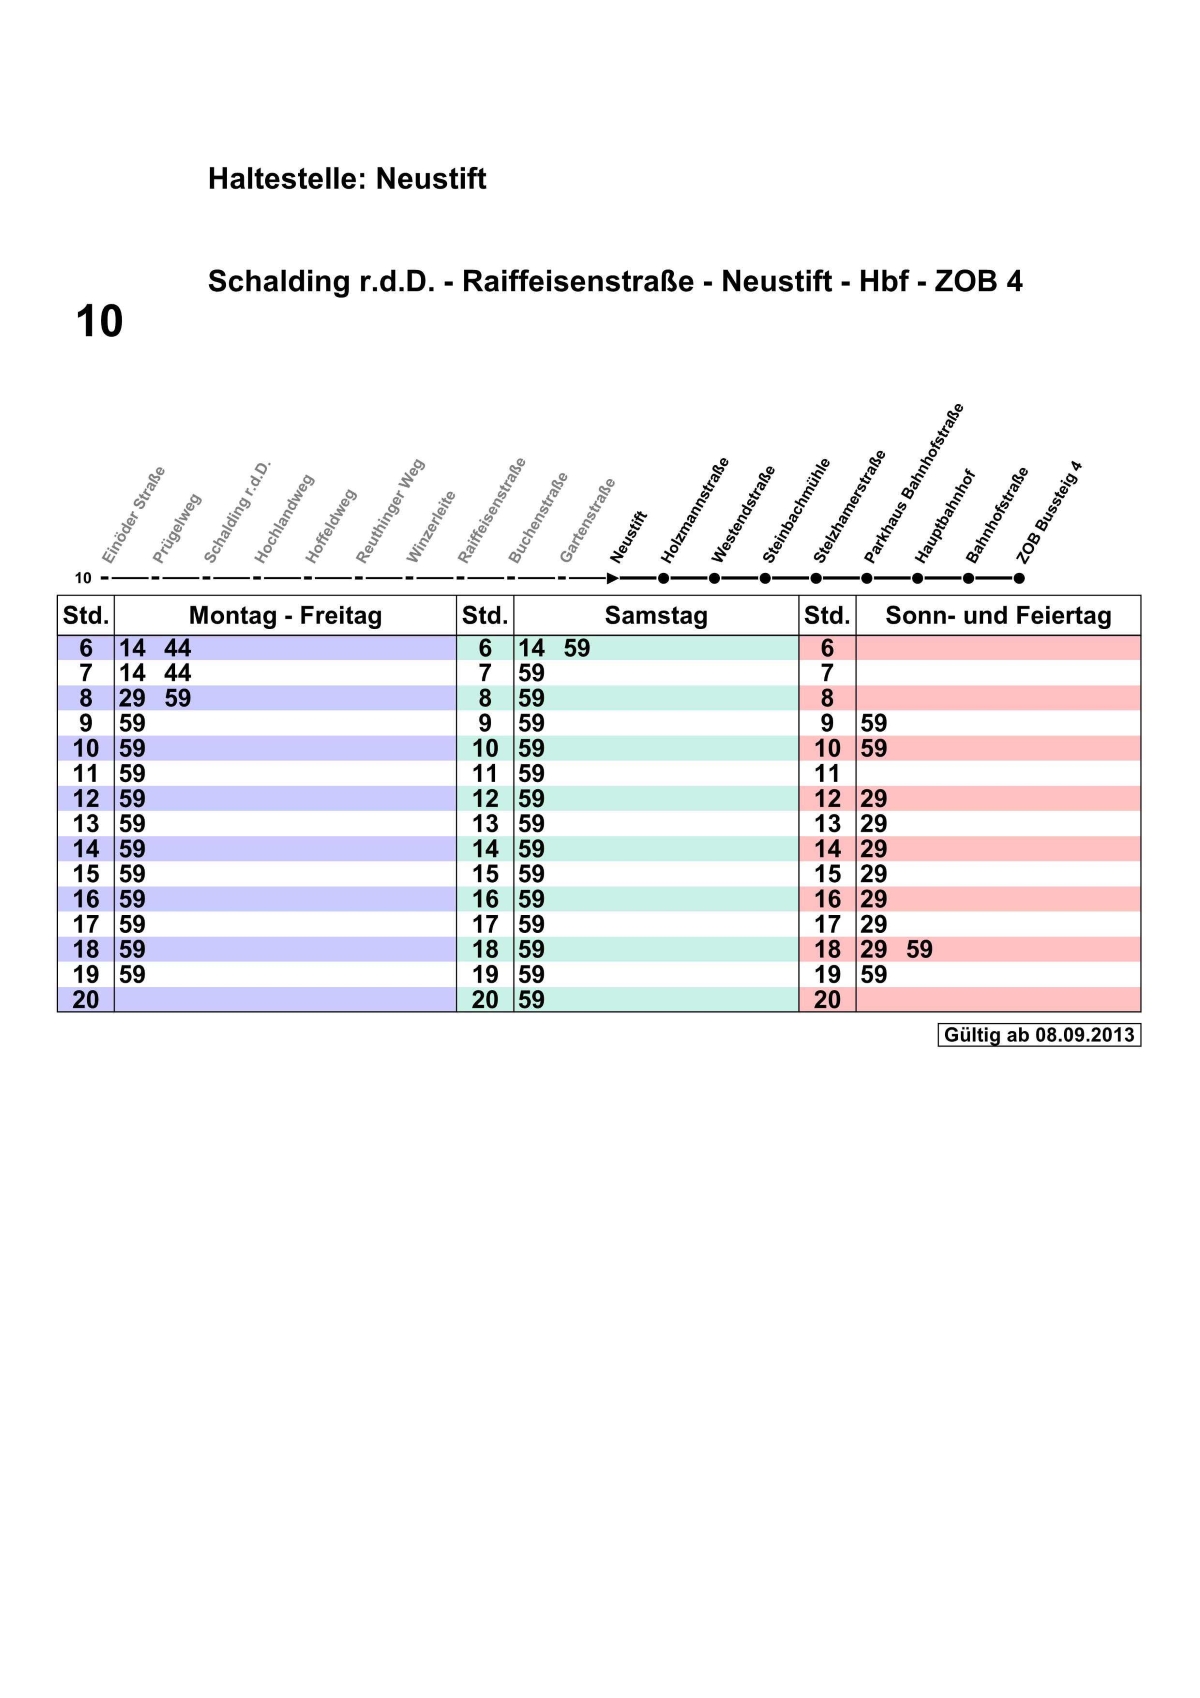 Haltestelle: Neustift
Schalding r.d.D. - Raiffeisenstraße - Neustift - Hbf - ZOB 4
10
Einöder Straße
Prügelweg
Schalding r.d.D.
Hochlandweg
Hoffeldweg
Reuthinger Weg
Winzerleite
Raiffeisenstraße
Buchenstraße
Gartenstraße
Neustift
Holzmannstraße
Westendstraße
Steinbachmühle
Stelzhamerstraße
Parkhaus Bahnhofstraße
Hauptbahnhof
Bahnhofstraße
ZOB Bussteig 4
10
Std. Montag - Freitag Std. Samstag Std. Sonn- und Feiertag
6 14 44 6 14 59 6
7 14 44 7 59 7
8 29 59 8 59 8
9 59 9 59 9 59
10 59 10 59 10 59
11 59 11 59 11
12 59 12 59 12 29
13 59 13 59 13 29
14 59 14 59 14 29
15 59 15 59 15 29
16 59 16 59 16 29
17 59 17 59 17 29
18 59 18 59 18 29 59
19 59 19 59 19 59
20 20 59 20
Gültig ab 08.09.2013